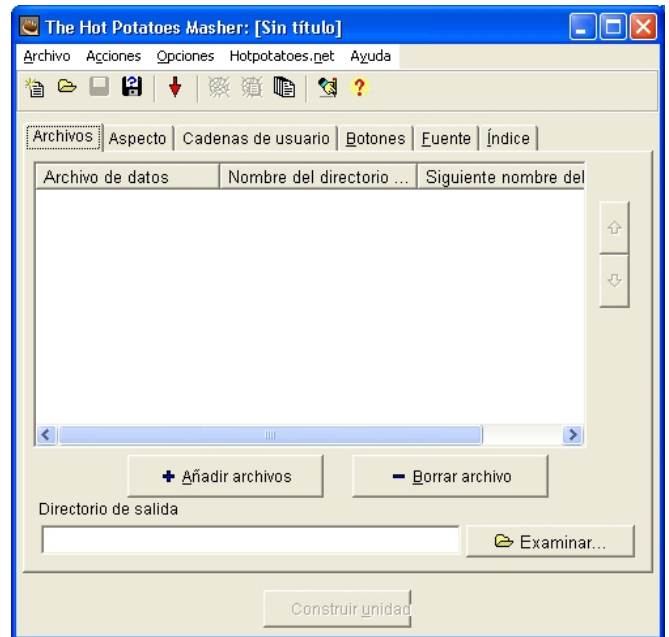 The Hot Potatoes Masher: [Sin título]
Archivo Acciones Opciones Hotpotatoes.net Ayuda
Archivos Aspecto Cadenas de usuario Botones Fuente Índice
Archivo de datos Nombre del directorio ... Siguiente nombre del
+ Añadir archivos − Borrar archivo
Directorio de salida
Examinar...
Construir unidad